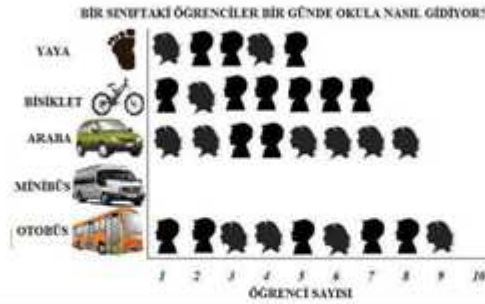 BİR SINIFTAKİ ÖĞRENCİLER BİR GÜNDE OKULA NASIL GİDİYOR?
YAYA
BİSİKLET
ARABA
MİNİBÜS
OTOBÜS
1 2 3 4 5 6 7 8 9 10
ÖĞRENCİ SAYISI